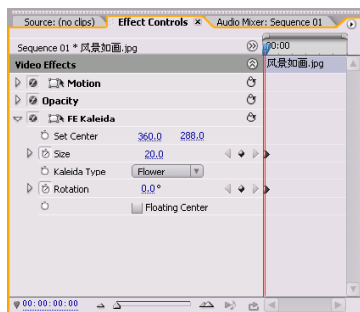 Source: (no clips) Effect Controls × Audio Mixer: Sequence 01
Sequence 01 * 风景如画.jpg 00:00
Video Effects 风景如画.jpg
Motion
Opacity
FE Kaleida
Set Center 360.0 288.0
Size 20.0
Kaleida Type Flower
Rotation 0.0°
Floating Center
00:00:00:00